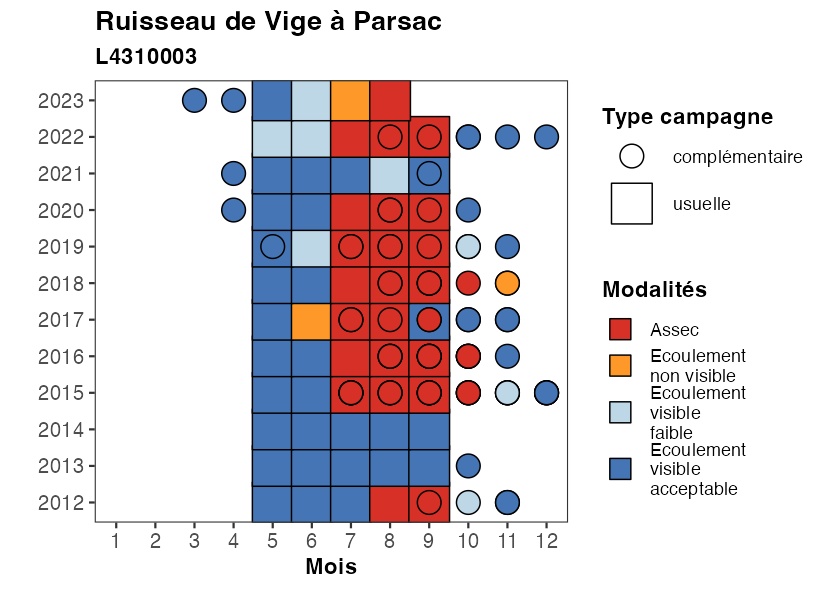 Ruisseau de Vige à Parsac
L4310003
2023
2022
2021
2020
2019
2018
2017
2016
2015
2014
2013
2012
1 2 3 4 5 6 7 8 9 10 11 12
Mois
Type campagne
complémentaire
usuelle
Modalités
Assec
Ecoulement
non visible
Ecoulement
visible
faible
Ecoulement
visible
acceptable